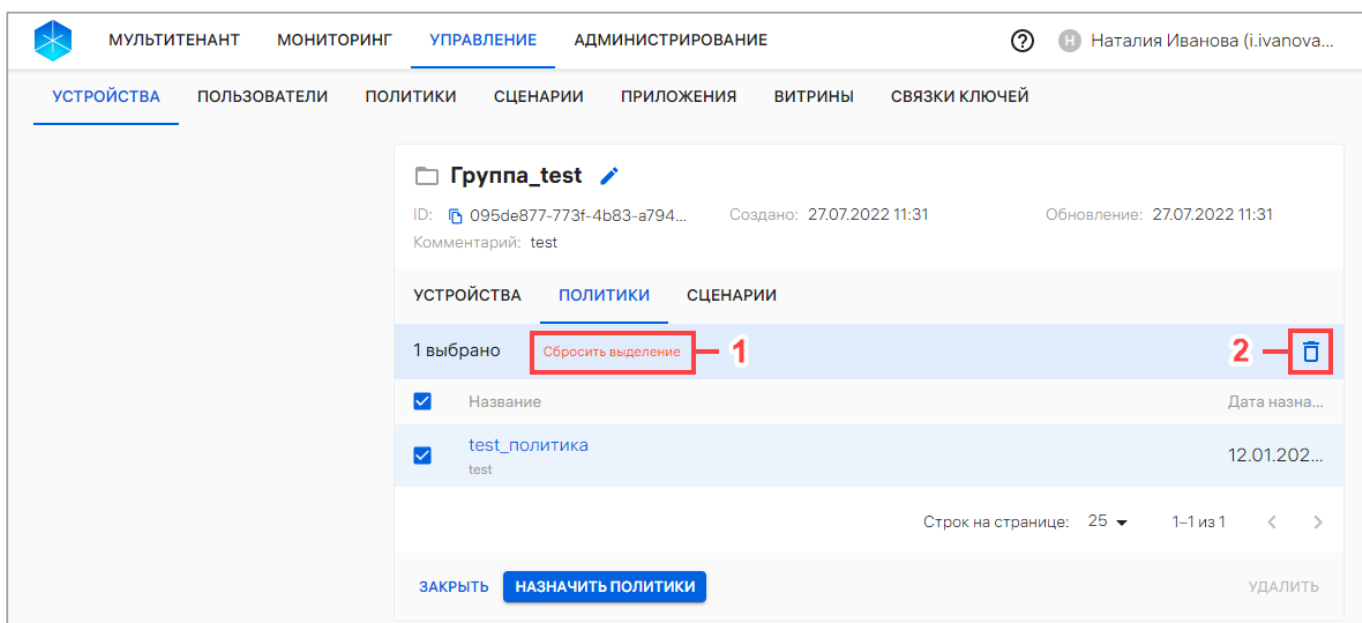 МУЛЬТИТЕНАНТ МОНИТОРИНГ УПРАВЛЕНИЕ АДМИНИСТРИРОВАНИЕ ? Н Наталия Иванова (i.ivanova...
УСТРОЙСТВА ПОЛЬЗОВАТЕЛИ ПОЛИТИКИ СЦЕНАРИИ ПРИЛОЖЕНИЯ ВИТРИНЫ СВЯЗКИ КЛЮЧЕЙ
Группа_test
ID: 095de877-773f-4b83-a794... Создано: 27.07.2022 11:31 Обновление: 27.07.2022 11:31
Комментарий: test
УСТРОЙСТВА ПОЛИТИКИ СЦЕНАРИИ
1 выбрано Сбросить выделение 1 2
Название Дата назна...
test_политика 12.01.202...
test
Строк на странице: 25 1–1 из 1
ЗАКРЫТЬ НАЗНАЧИТЬ ПОЛИТИКИ УДАЛИТЬ